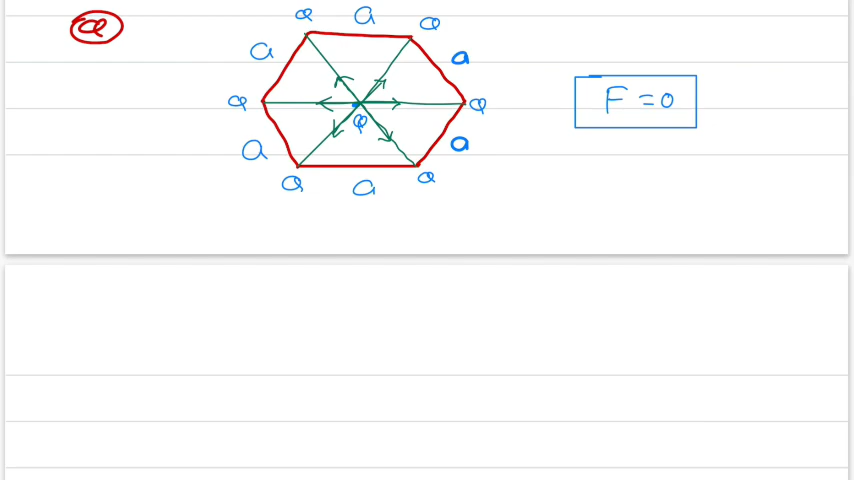 Q
Q a Q
a a
Q Q Q
F = 0
a a
Q a Q